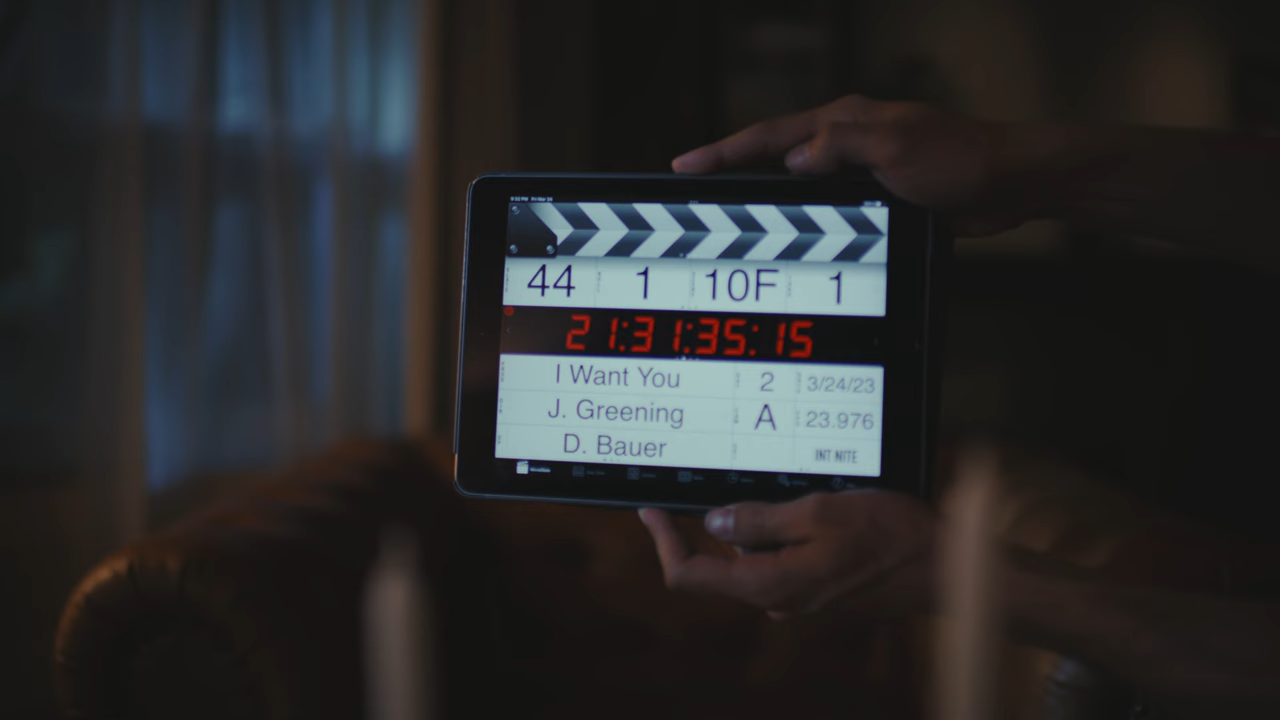 44 1 10F 1
21:31:35:15
I Want You 2 3/24/23
J. Greening A 23.976
D. Bauer INT NITE